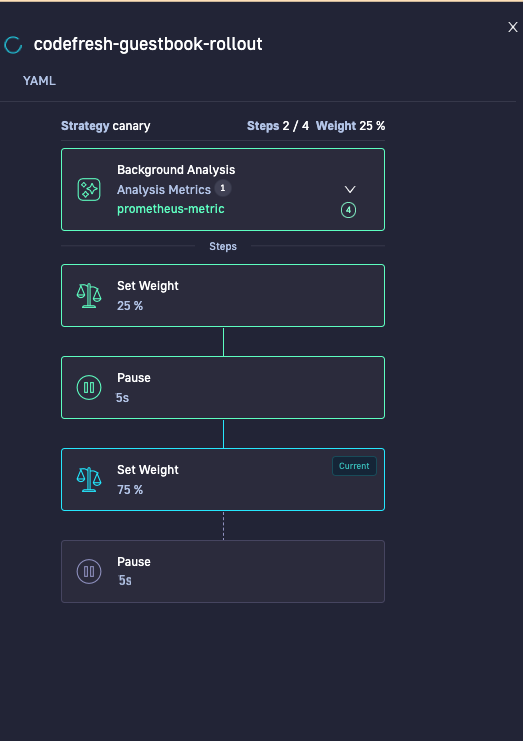 codefresh-guestbook-rollout
YAML
Strategy canary Steps 2 / 4 Weight 25 %
Background Analysis
Analysis Metrics 1
prometheus-metric 4
Steps
Set Weight
25 %
Pause
5s
Set Weight Current
75 %
Pause
5s